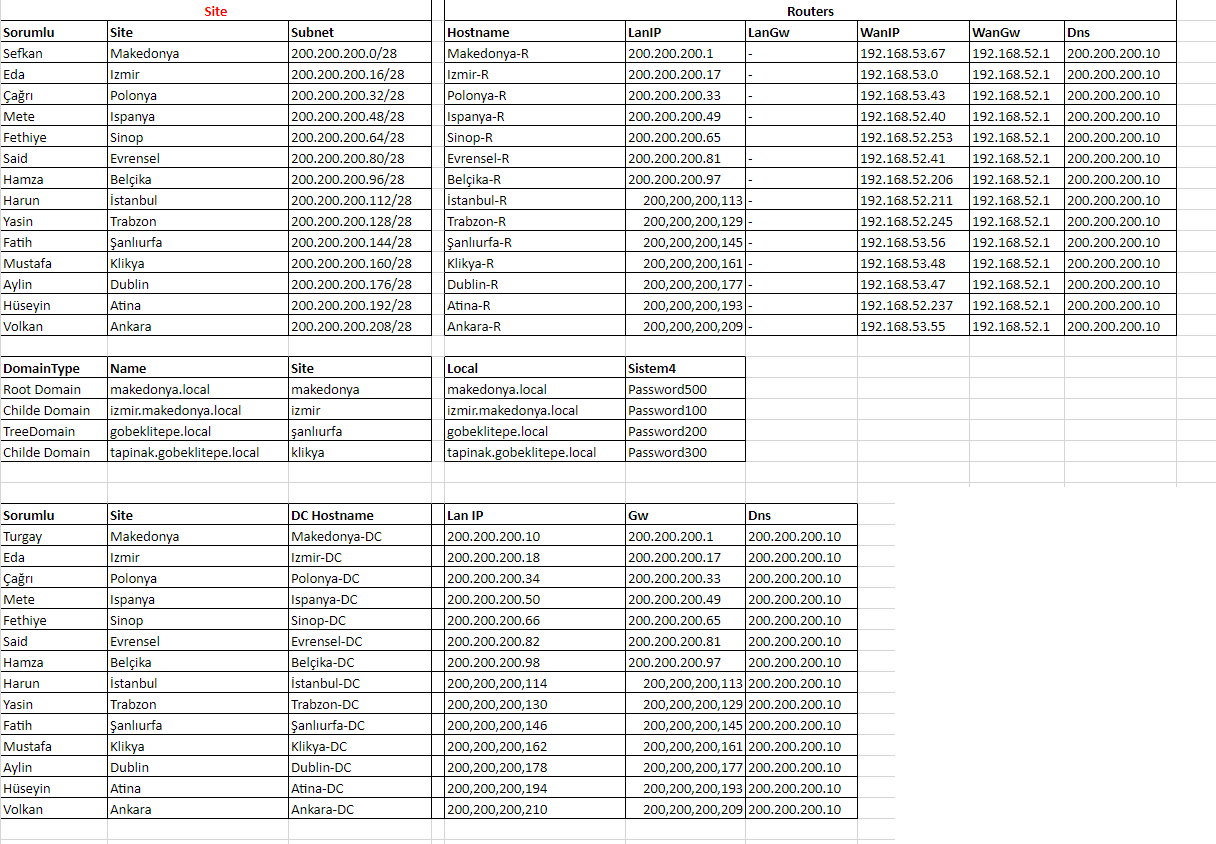 Site Routers
Sorumlu Site Subnet Hostname LanIP LanGw WanIP WanGw Dns
Sefkan Makedonya 200.200.200.0/28 Makedonya-R 200.200.200.1 - 192.168.53.67 192.168.52.1 200.200.200.10
Eda Izmir 200.200.200.16/28 Izmir-R 200.200.200.17 - 192.168.53.0 192.168.52.1 200.200.200.10
Çağrı Polonya 200.200.200.32/28 Polonya-R 200.200.200.33 - 192.168.53.43 192.168.52.1 200.200.200.10
Mete Ispanya 200.200.200.48/28 Ispanya-R 200.200.200.49 - 192.168.52.40 192.168.52.1 200.200.200.10
Fethiye Sinop 200.200.200.64/28 Sinop-R 200.200.200.65 192.168.52.253 192.168.52.1 200.200.200.10
Said Evrensel 200.200.200.80/28 Evrensel-R 200.200.200.81 - 192.168.52.41 192.168.52.1 200.200.200.10
Hamza Belçika 200.200.200.96/28 Belçika-R 200.200.200.97 - 192.168.52.206 192.168.52.1 200.200.200.10
Harun İstanbul 200.200.200.112/28 İstanbul-R 200,200,200,113 - 192.168.52.211 192.168.52.1 200.200.200.10
Yasin Trabzon 200.200.200.128/28 Trabzon-R 200,200,200,129 - 192.168.52.245 192.168.52.1 200.200.200.10
Fatih Şanlıurfa 200.200.200.144/28 Şanlıurfa-R 200,200,200,145 - 192.168.53.56 192.168.52.1 200.200.200.10
Mustafa Klikya 200.200.200.160/28 Klikya-R 200,200,200,161 - 192.168.53.48 192.168.52.1 200.200.200.10
Aylin Dublin 200.200.200.176/28 Dublin-R 200,200,200,177 - 192.168.53.47 192.168.52.1 200.200.200.10
Hüseyin Atina 200.200.200.192/28 Atina-R 200,200,200,193 - 192.168.52.237 192.168.52.1 200.200.200.10
Volkan Ankara 200.200.200.208/28 Ankara-R 200,200,200,209 - 192.168.53.55 192.168.52.1 200.200.200.10
DomainType Name Site Local Sistem4
Root Domain makedonya.local makedonya makedonya.local Password500
Childe Domain izmir.makedonya.local izmir izmir.makedonya.local Password100
TreeDomain gobeklitepe.local şanlıurfa gobeklitepe.local Password200
Childe Domain tapinak.gobeklitepe.local klikya tapinak.gobeklitepe.local Password300
Sorumlu Site DC Hostname Lan IP Gw Dns
Turgay Makedonya Makedonya-DC 200.200.200.10 200.200.200.1 200.200.200.10
Eda Izmir Izmir-DC 200.200.200.18 200.200.200.17 200.200.200.10
Çağrı Polonya Polonya-DC 200.200.200.34 200.200.200.33 200.200.200.10
Mete Ispanya Ispanya-DC 200.200.200.50 200.200.200.49 200.200.200.10
Fethiye Sinop Sinop-DC 200.200.200.66 200.200.200.65 200.200.200.10
Said Evrensel Evrensel-DC 200.200.200.82 200.200.200.81 200.200.200.10
Hamza Belçika Belçika-DC 200.200.200.98 200.200.200.97 200.200.200.10
Harun İstanbul İstanbul-DC 200,200,200,114 200,200,200,113 200.200.200.10
Yasin Trabzon Trabzon-DC 200,200,200,130 200,200,200,129 200.200.200.10
Fatih Şanlıurfa Şanlıurfa-DC 200,200,200,146 200,200,200,145 200.200.200.10
Mustafa Klikya Klikya-DC 200,200,200,162 200,200,200,161 200.200.200.10
Aylin Dublin Dublin-DC 200,200,200,178 200,200,200,177 200.200.200.10
Hüseyin Atina Atina-DC 200,200,200,194 200,200,200,193 200.200.200.10
Volkan Ankara Ankara-DC 200,200,200,210 200,200,200,209 200.200.200.10